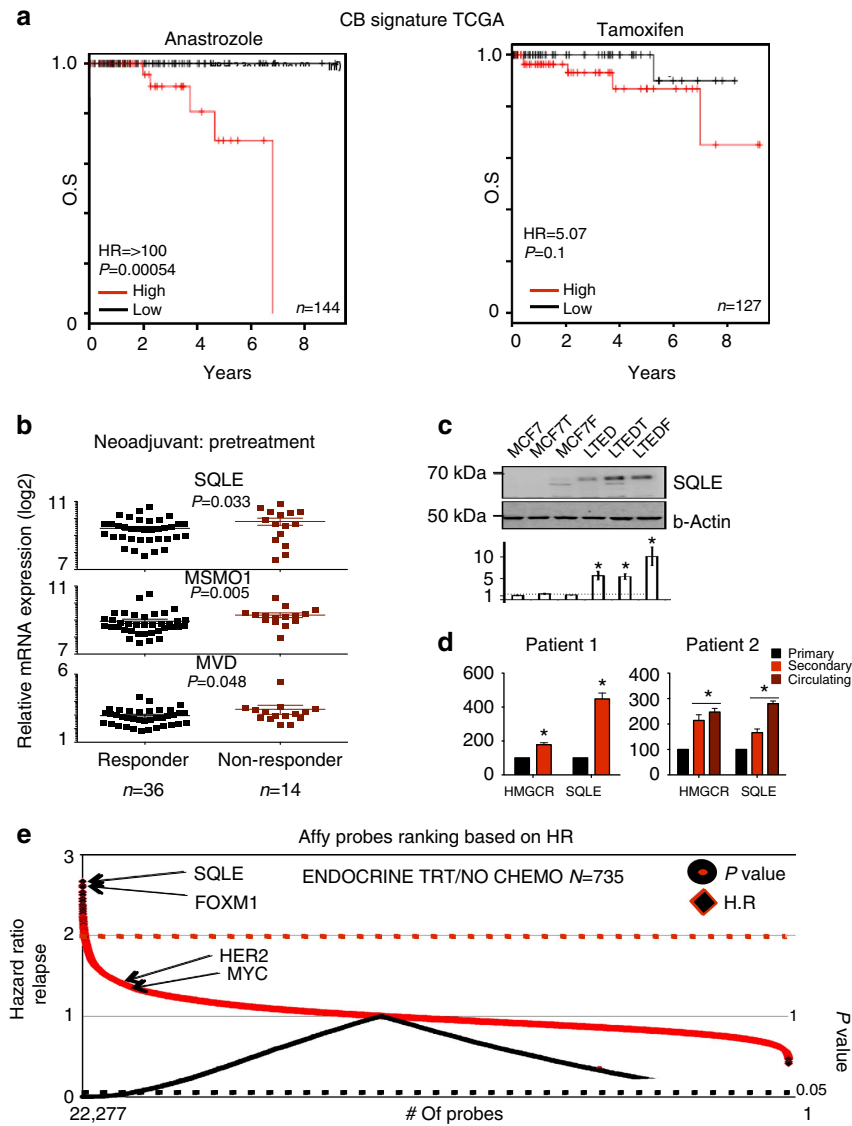 a
CB signature TCGA
Anastrozole
Tamoxifen
1.0
O.S
HR=>100
P=0.00054
High
Low
n=144
0
0 2 4 6 8
Years
1.0
O.S
HR=5.07
P=0.1
High
Low
n=127
0
0 2 4 6 8
Years
b
Neoadjuvant: pretreatment
Relative mRNA expression (log2)
SQLE
P=0.033
11
7
MSMO1
P=0.005
11
7
MVD
P=0.048
6
1
Responder Non-responder
n=36 n=14
c
MCF7 MCF7T MCF7F LTED LTEDT LTEDF
70 kDa
SQLE
50 kDa
b-Actin
10
5
1
* * *
d
Patient 1
600
400
200
0
* *
HMGCR SQLE
Patient 2
400
300
200
100
0
* *
HMGCR SQLE
Primary
Secondary
Circulating
e
Affy probes ranking based on HR
3
SQLE
FOXM1
ENDOCRINE TRT/NO CHEMO N=735
P value
H.R
2
HER2
MYC
Hazard ratio
relapse
1
1
P value
0
0.05
22,277
# Of probes
1